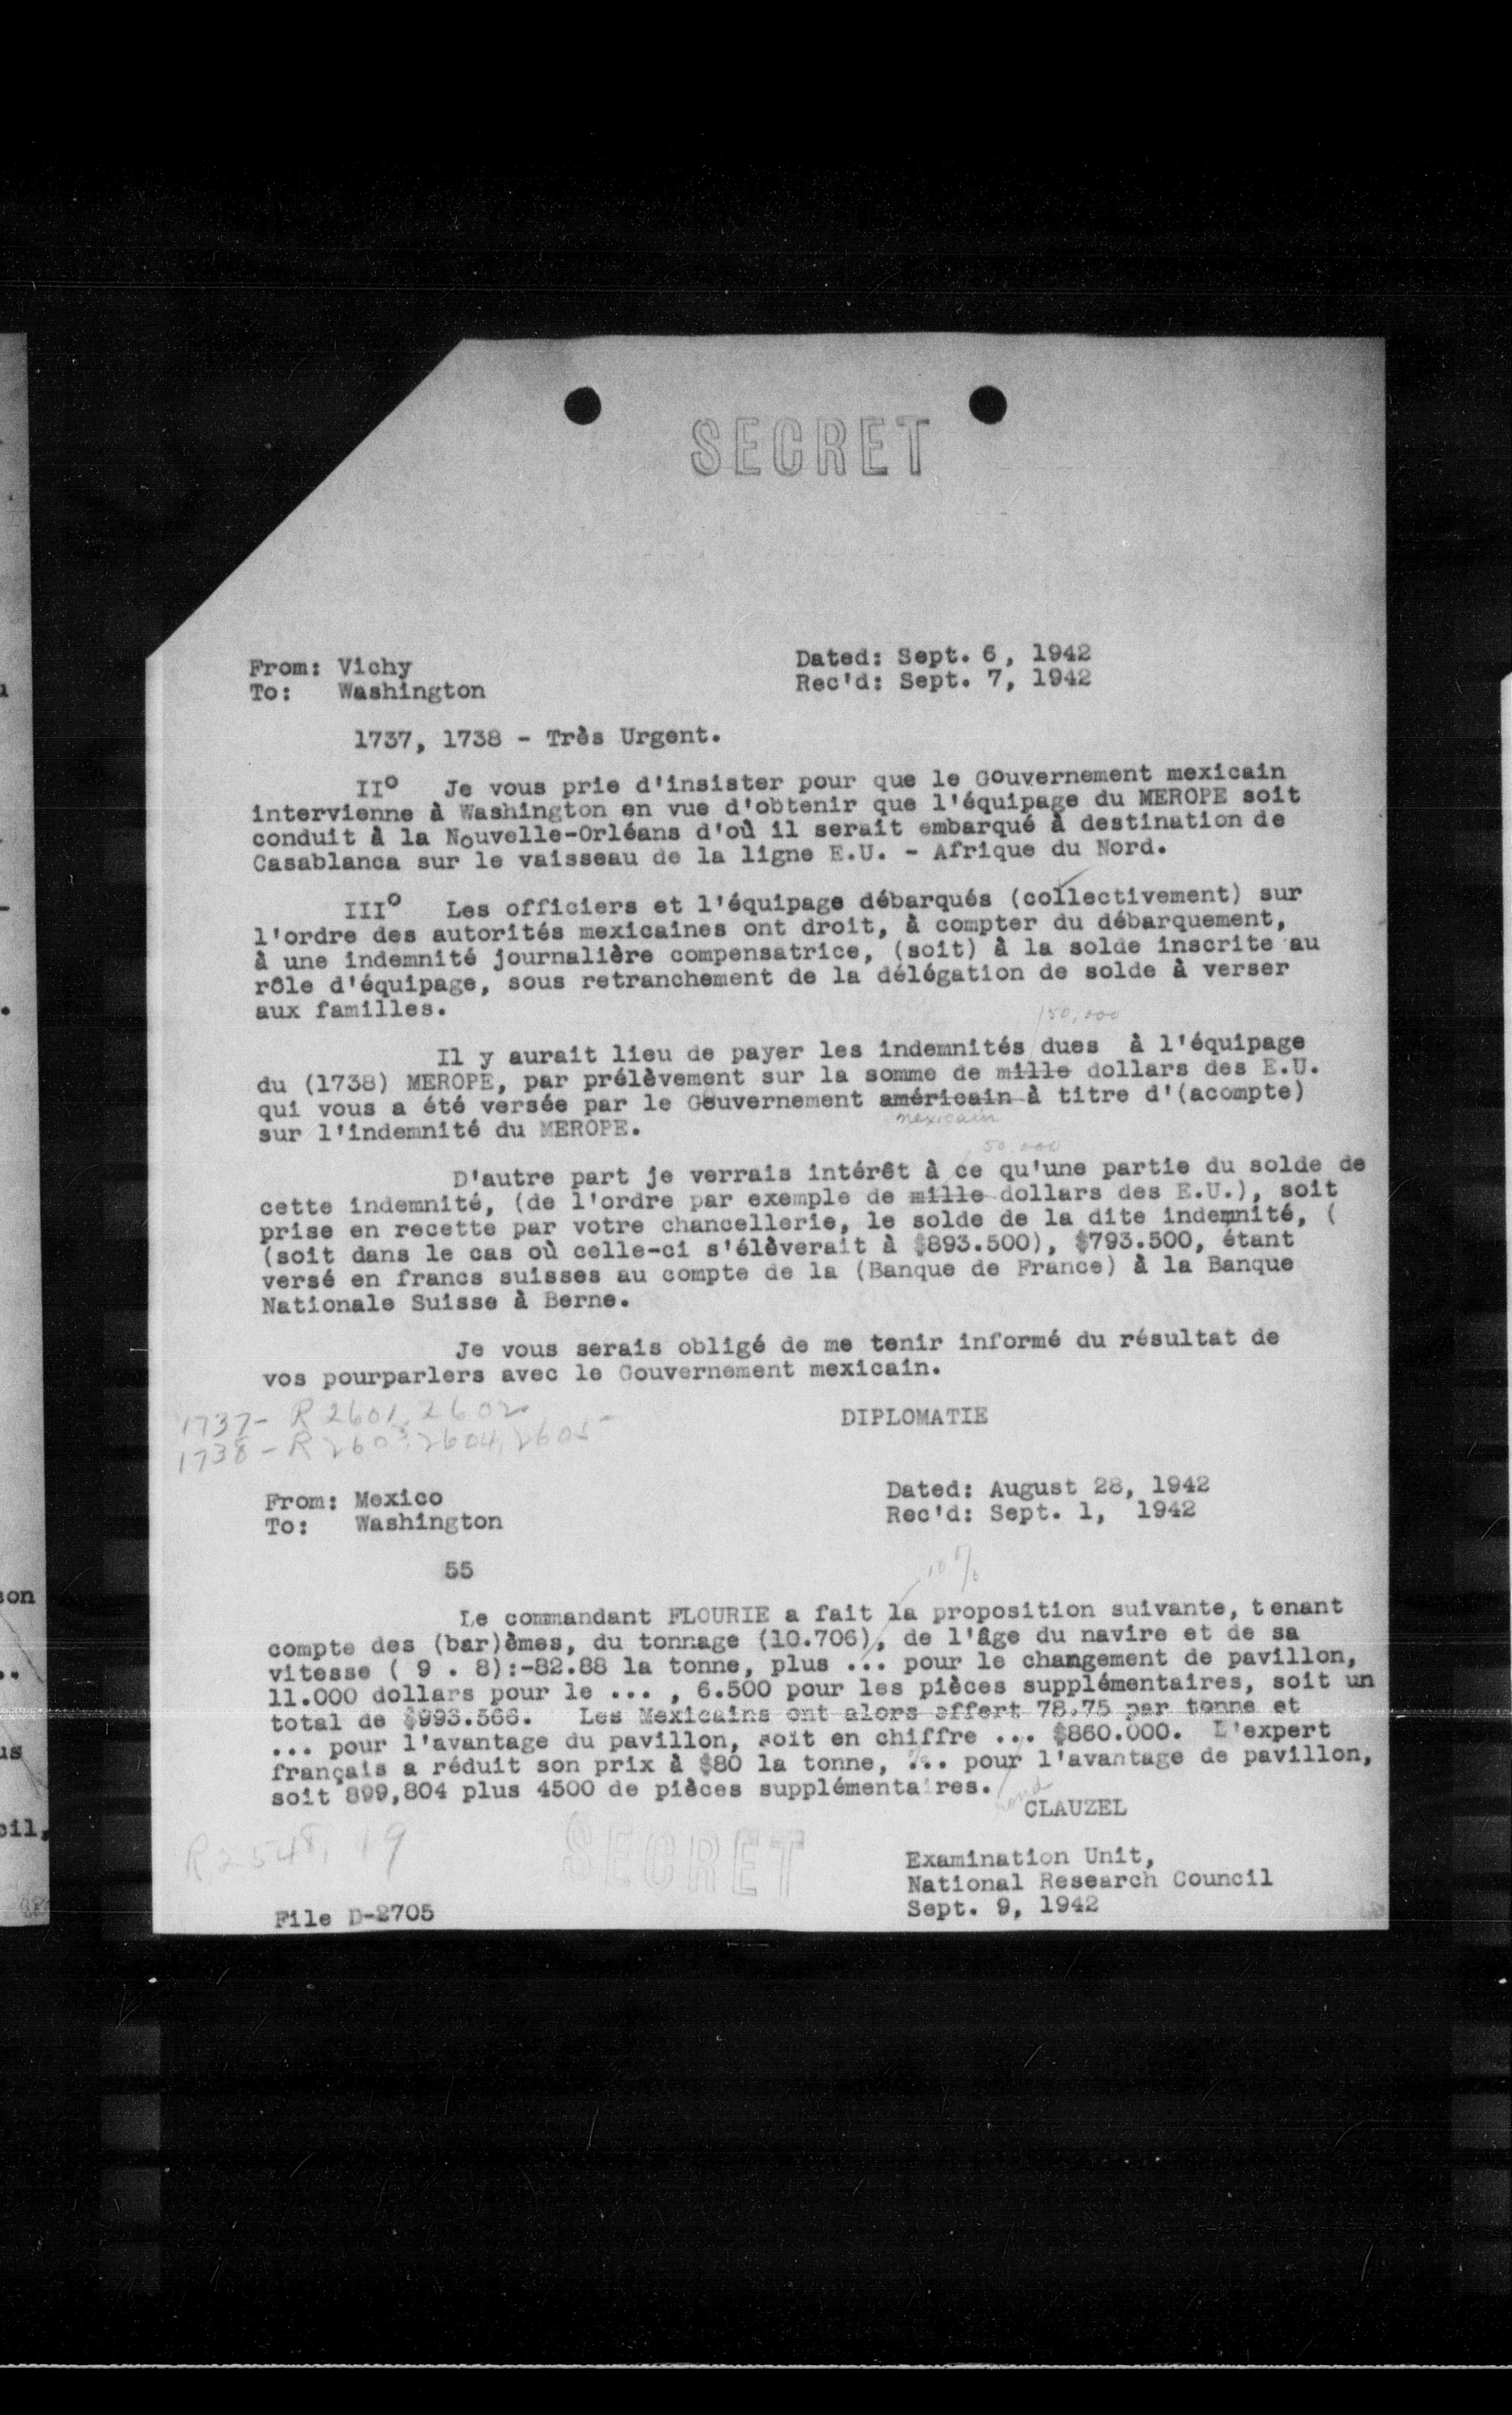 SECRET
From: Vichy
To: Washington
Dated: Sept. 6, 1942
Rec'd: Sept. 7, 1942
1737, 1738 - Très Urgent.
IIº Je vous prie d'insister pour que le Gouvernement mexicain
intervienne à Washington en vue d'obtenir que l'équipage du MEROPE soit
conduit à la Nouvelle-Orléans d'où il serait embarqué à destination de
Casablanca sur le vaisseau de la ligne E.U. - Afrique du Nord.
IIIº Les officiers et l'équipage débarqués (collectivement) sur
l'ordre des autorités mexicaines ont droit, à compter du débarquement,
à une indemnité journalière compensatrice, (soit) à la solde inscrite au
rôle d'équipage, sous retranchement de la délégation de solde à verser
aux familles.
150,000
Il y aurait lieu de payer les indemnités dues à l'équipage
du (1738) MEROPE, par prélèvement sur la somme de mille dollars des E.U.
qui vous a été versée par le Gouvernement américain à titre d'(acompte)
mexicain
sur l'indemnité du MEROPE.
50 000
D'autre part je verrais intérêt à ce qu'une partie du solde de
cette indemnité, (de l'ordre par exemple de mille dollars des E.U.), soit
prise en recette par votre chancellerie, le solde de la dite indemnité, (
(soit dans le cas où celle-ci s'élèverait à $893.500), $793.500, étant
versé en francs suisses au compte de la (Banque de France) à la Banque
Nationale Suisse à Berne.
Je vous serais obligé de me tenir informé du résultat de
vos pourparlers avec le Gouvernement mexicain.
DIPLOMATIE
1737- R 2601, 2602
1738 - R 2603, 2604, 2605
From: Mexico
To: Washington
Dated: August 28, 1942
Rec'd: Sept. 1, 1942
55
10%
Le commandant FLOURIE a fait la proposition suivante, tenant
compte des (bar)èmes, du tonnage (10.706), de l'âge du navire et de sa
vitesse ( 9 . 8):-82.88 la tonne, plus ... pour le changement de pavillon,
11.000 dollars pour le ... , 6.500 pour les pièces supplémentaires, soit un
total de $993.566. Les Mexicains ont alors offert 78.75 par tonne et
... pour l'avantage du pavillon, soit en chiffre ... $860.000. L'expert
français a réduit son prix à $80 la tonne, ... pour l'avantage de pavillon,
soit 899,804 plus 4500 de pièces supplémentaires.
CLAUZEL
R 2548, 49
SECRET
Examination Unit,
National Research Council
Sept. 9, 1942
File D-2705
son
cil,